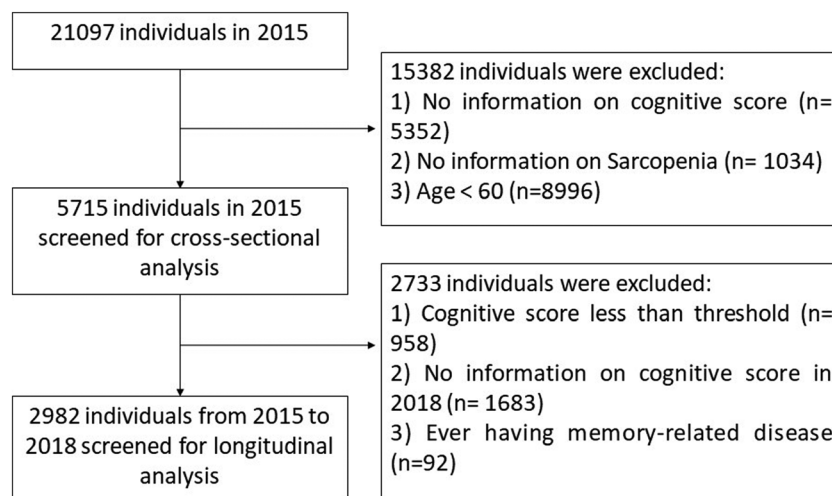 21097 individuals in 2015
15382 individuals were excluded:
1) No information on cognitive score (n=
5352)
2) No information on Sarcopenia (n= 1034)
3) Age < 60 (n=8996)
5715 individuals in 2015
screened for cross-sectional
analysis
2733 individuals were excluded:
1) Cognitive score less than threshold (n=
958)
2) No information on cognitive score in
2018 (n= 1683)
3) Ever having memory-related disease
(n=92)
2982 individuals from 2015 to
2018 screened for longitudinal
analysis